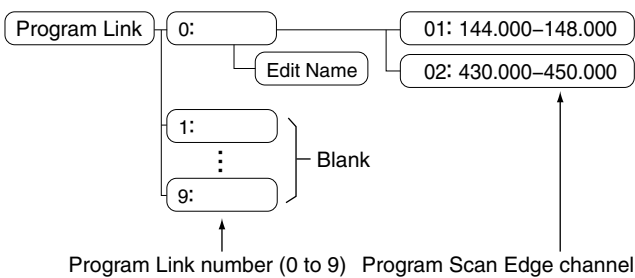 Program Link
0:
01: 144.000–148.000
Edit Name
02: 430.000–450.000
1:
⋮
9:
Blank
Program Link number (0 to 9)
Program Scan Edge channel